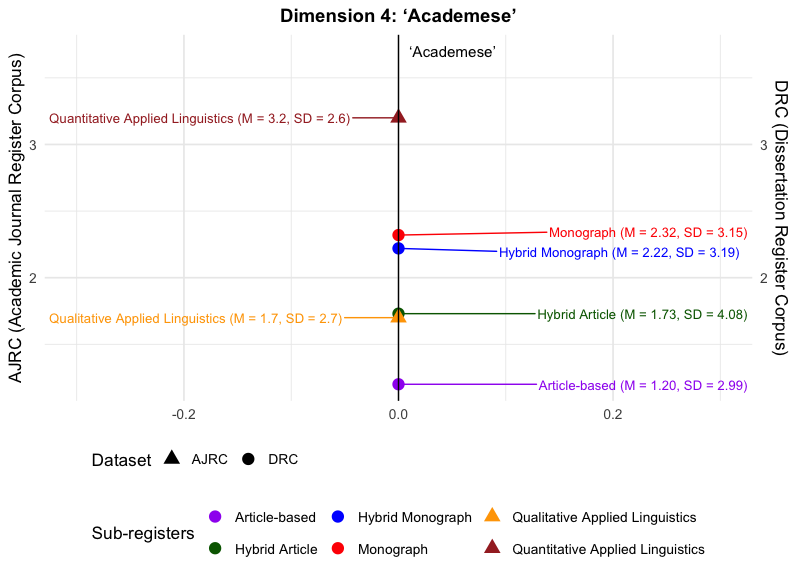 Dimension 4: ‘Academese’
‘Academese’
AJRC (Academic Journal Register Corpus)
DRC (Dissertation Register Corpus)
Quantitative Applied Linguistics (M = 3.2, SD = 2.6)
3
3
Monograph (M = 2.32, SD = 3.15)
Hybrid Monograph (M = 2.22, SD = 3.19)
2
2
Hybrid Article (M = 1.73, SD = 4.08)
Qualitative Applied Linguistics (M = 1.7, SD = 2.7)
Article-based (M = 1.20, SD = 2.99)
-0.2
0.0
0.2
Dataset
AJRC
DRC
Sub-registers
Article-based
Hybrid Monograph
Qualitative Applied Linguistics
Hybrid Article
Monograph
Quantitative Applied Linguistics